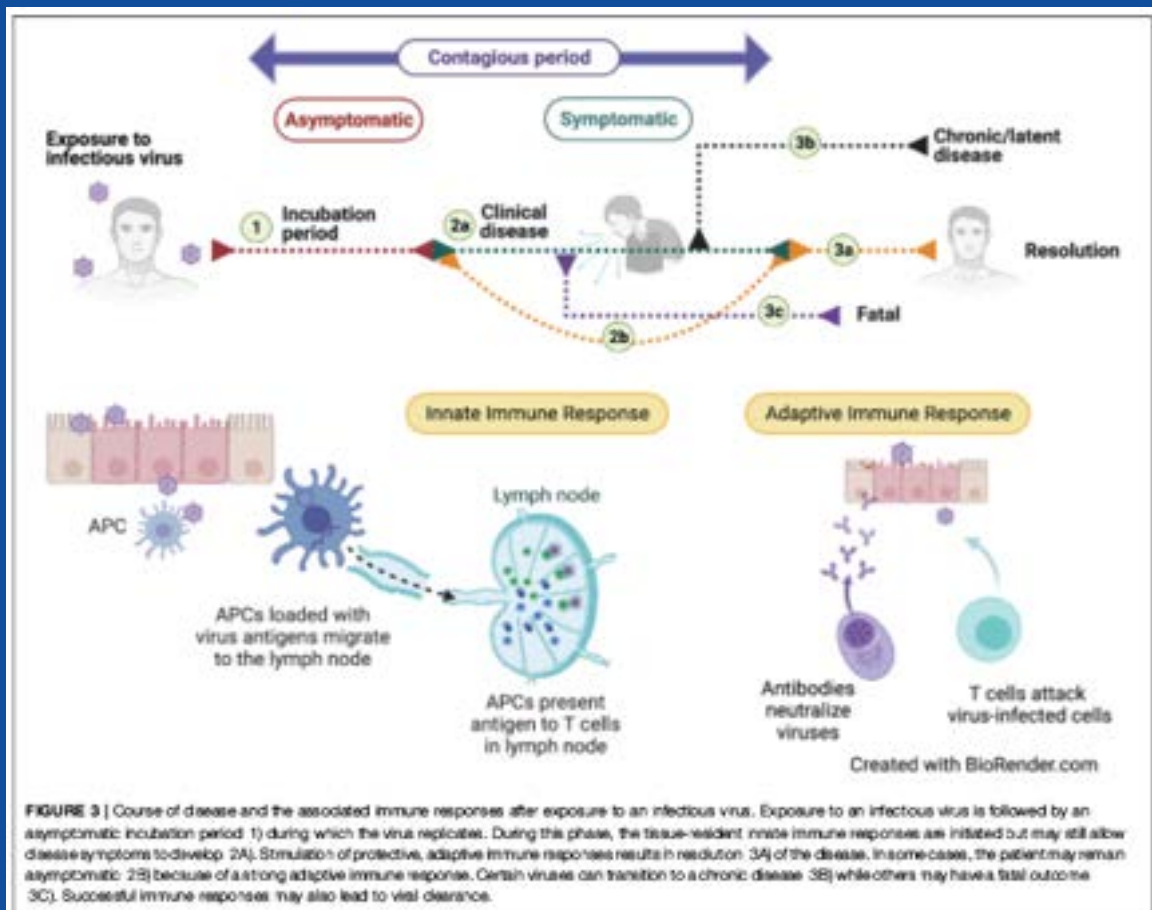 Contagious period
Asymptomatic
Symptomatic
Exposure to
infectious virus
3b
Chronic/latent
disease
1
Incubation
period
2a
Clinical
disease
3a
Resolution
3c
Fatal
2b
Innate Immune Response
Adaptive Immune Response
APC
Lymph node
APCs loaded with
virus antigens migrate
to the lymph node
APCs present
antigen to T cells
in lymph node
Antibodies
neutralize
viruses
T cells attack
virus-infected cells
Created with BioRender.com
FIGURE 3 | Course of disease and the associated immune responses after exposure to an infectious virus. Exposure to an infectious virus is followed by an
asymptomatic incubation period 1) during which the virus replicates. During this phase, the tissue-resident innate immune responses are initiated but may still allow
disease symptoms to develop 2A). Stimulation of protective, adaptive immune responses results in resolution 3A) of the disease. In some cases, the patient may remain
asymptomatic 2B) because of a strong adaptive immune response. Certain viruses can transition to a chronic disease 3B) while others may have a fatal outcome
3C). Successful immune responses may also lead to viral clearance.